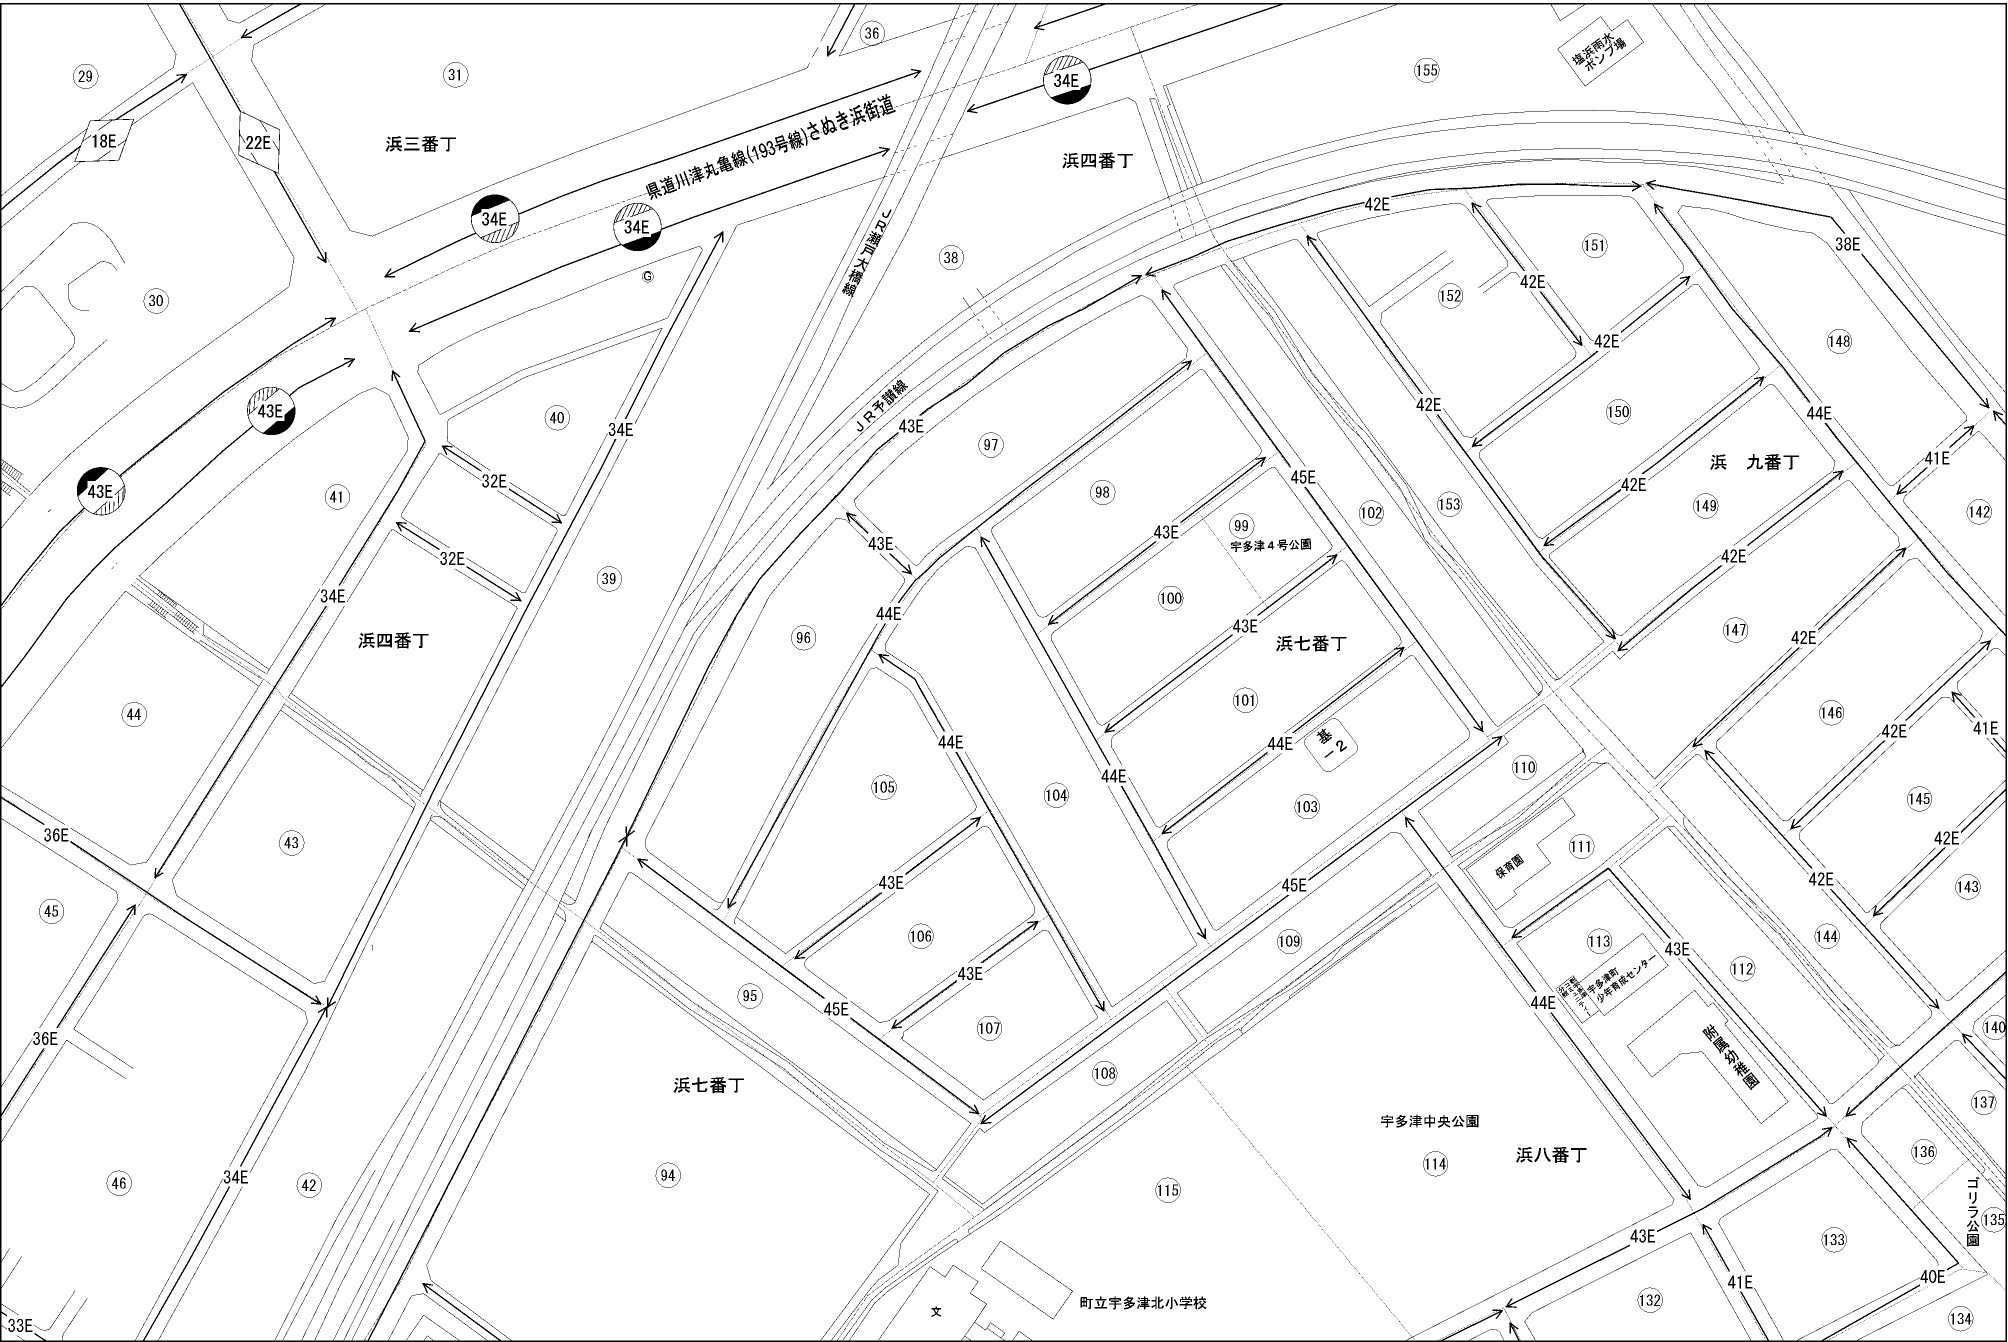 36
29
31
34E
155
塩浜雨水
ポンプ場
18E
22E
浜三番丁
県道川津丸亀線(193号線)さぬき浜街道
浜四番丁
34E
34E
42E
38E
JR瀬戸大橋線
38
151
G
30
152
42E
42E
148
JR予讃線
43E
40
34E
43E
97
42E
150
44E
浜 九番丁
41E
43E
41
32E
98
45E
102
153
42E
149
142
99
宇多津4号公園
32E
39
43E
43E
42E
34E
44E
100
43E
浜四番丁
96
浜七番丁
147
42E
44
101
146
42E
41E
44E
44E
基
-2
44E
105
104
103
110
145
36E
43
111
保育園
42E
43E
45E
42E
143
45
106
109
113
43E
112
144
宇多津町
少年育成センター
43E
95
45E
107
44E
140
36E
附属幼稚園
浜七番丁
108
137
宇多津中央公園
浜八番丁
136
114
46
34E
42
94
115
ゴリラ公園
135
43E
133
41E
40E
町立宇多津北小学校
132
文
33E
134